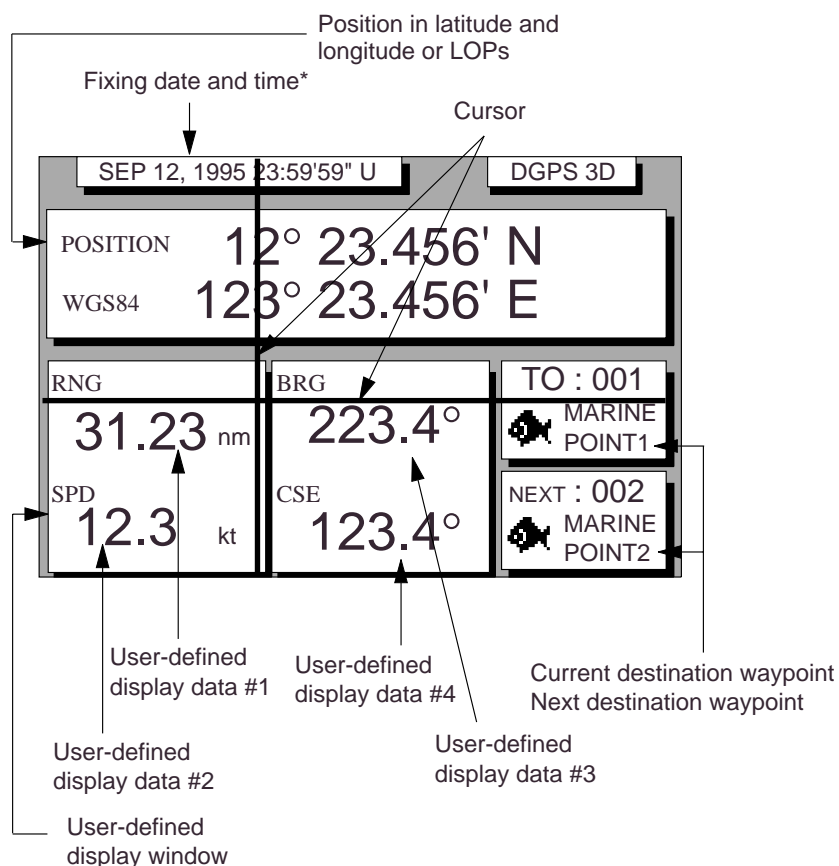 Position in latitude and
longitude or LOPs
Fixing date and time*
Cursor
SEP 12, 1995 23:59'59" U
DGPS 3D
POSITION 12° 23.456' N
WGS84 123° 23.456' E
RNG
31.23 nm
SPD
12.3 kt
BRG
223.4°
CSE
123.4°
TO : 001
MARINE
POINT1
NEXT : 002
MARINE
POINT2
User-defined
display data #1
User-defined
display data #4
Current destination waypoint
Next destination waypoint
User-defined
display data #2
User-defined
display data #3
User-defined
display window